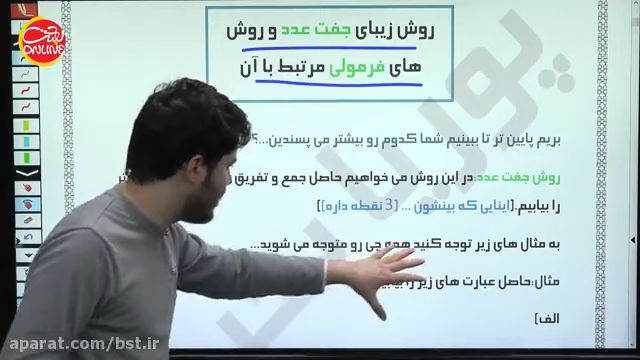 روش زیبای جفت عدد و روش
های فرمولی مرتبط با آن
بریم پایین تر تا ببینیم شما کدوم رو بیشتر می پسندین...؟
روش جفت عدد:در این روش می خواهیم حاصل جمع و تفریق
را بیابیم.(اینایی که بینشون ... (3 نقطه داره))
به مثال های زیر توجه کنید همه چی رو متوجه می شوید...
مثال:حاصل عبارت های زیر را
الف)
ONLINE
aparat.com/bst.ir